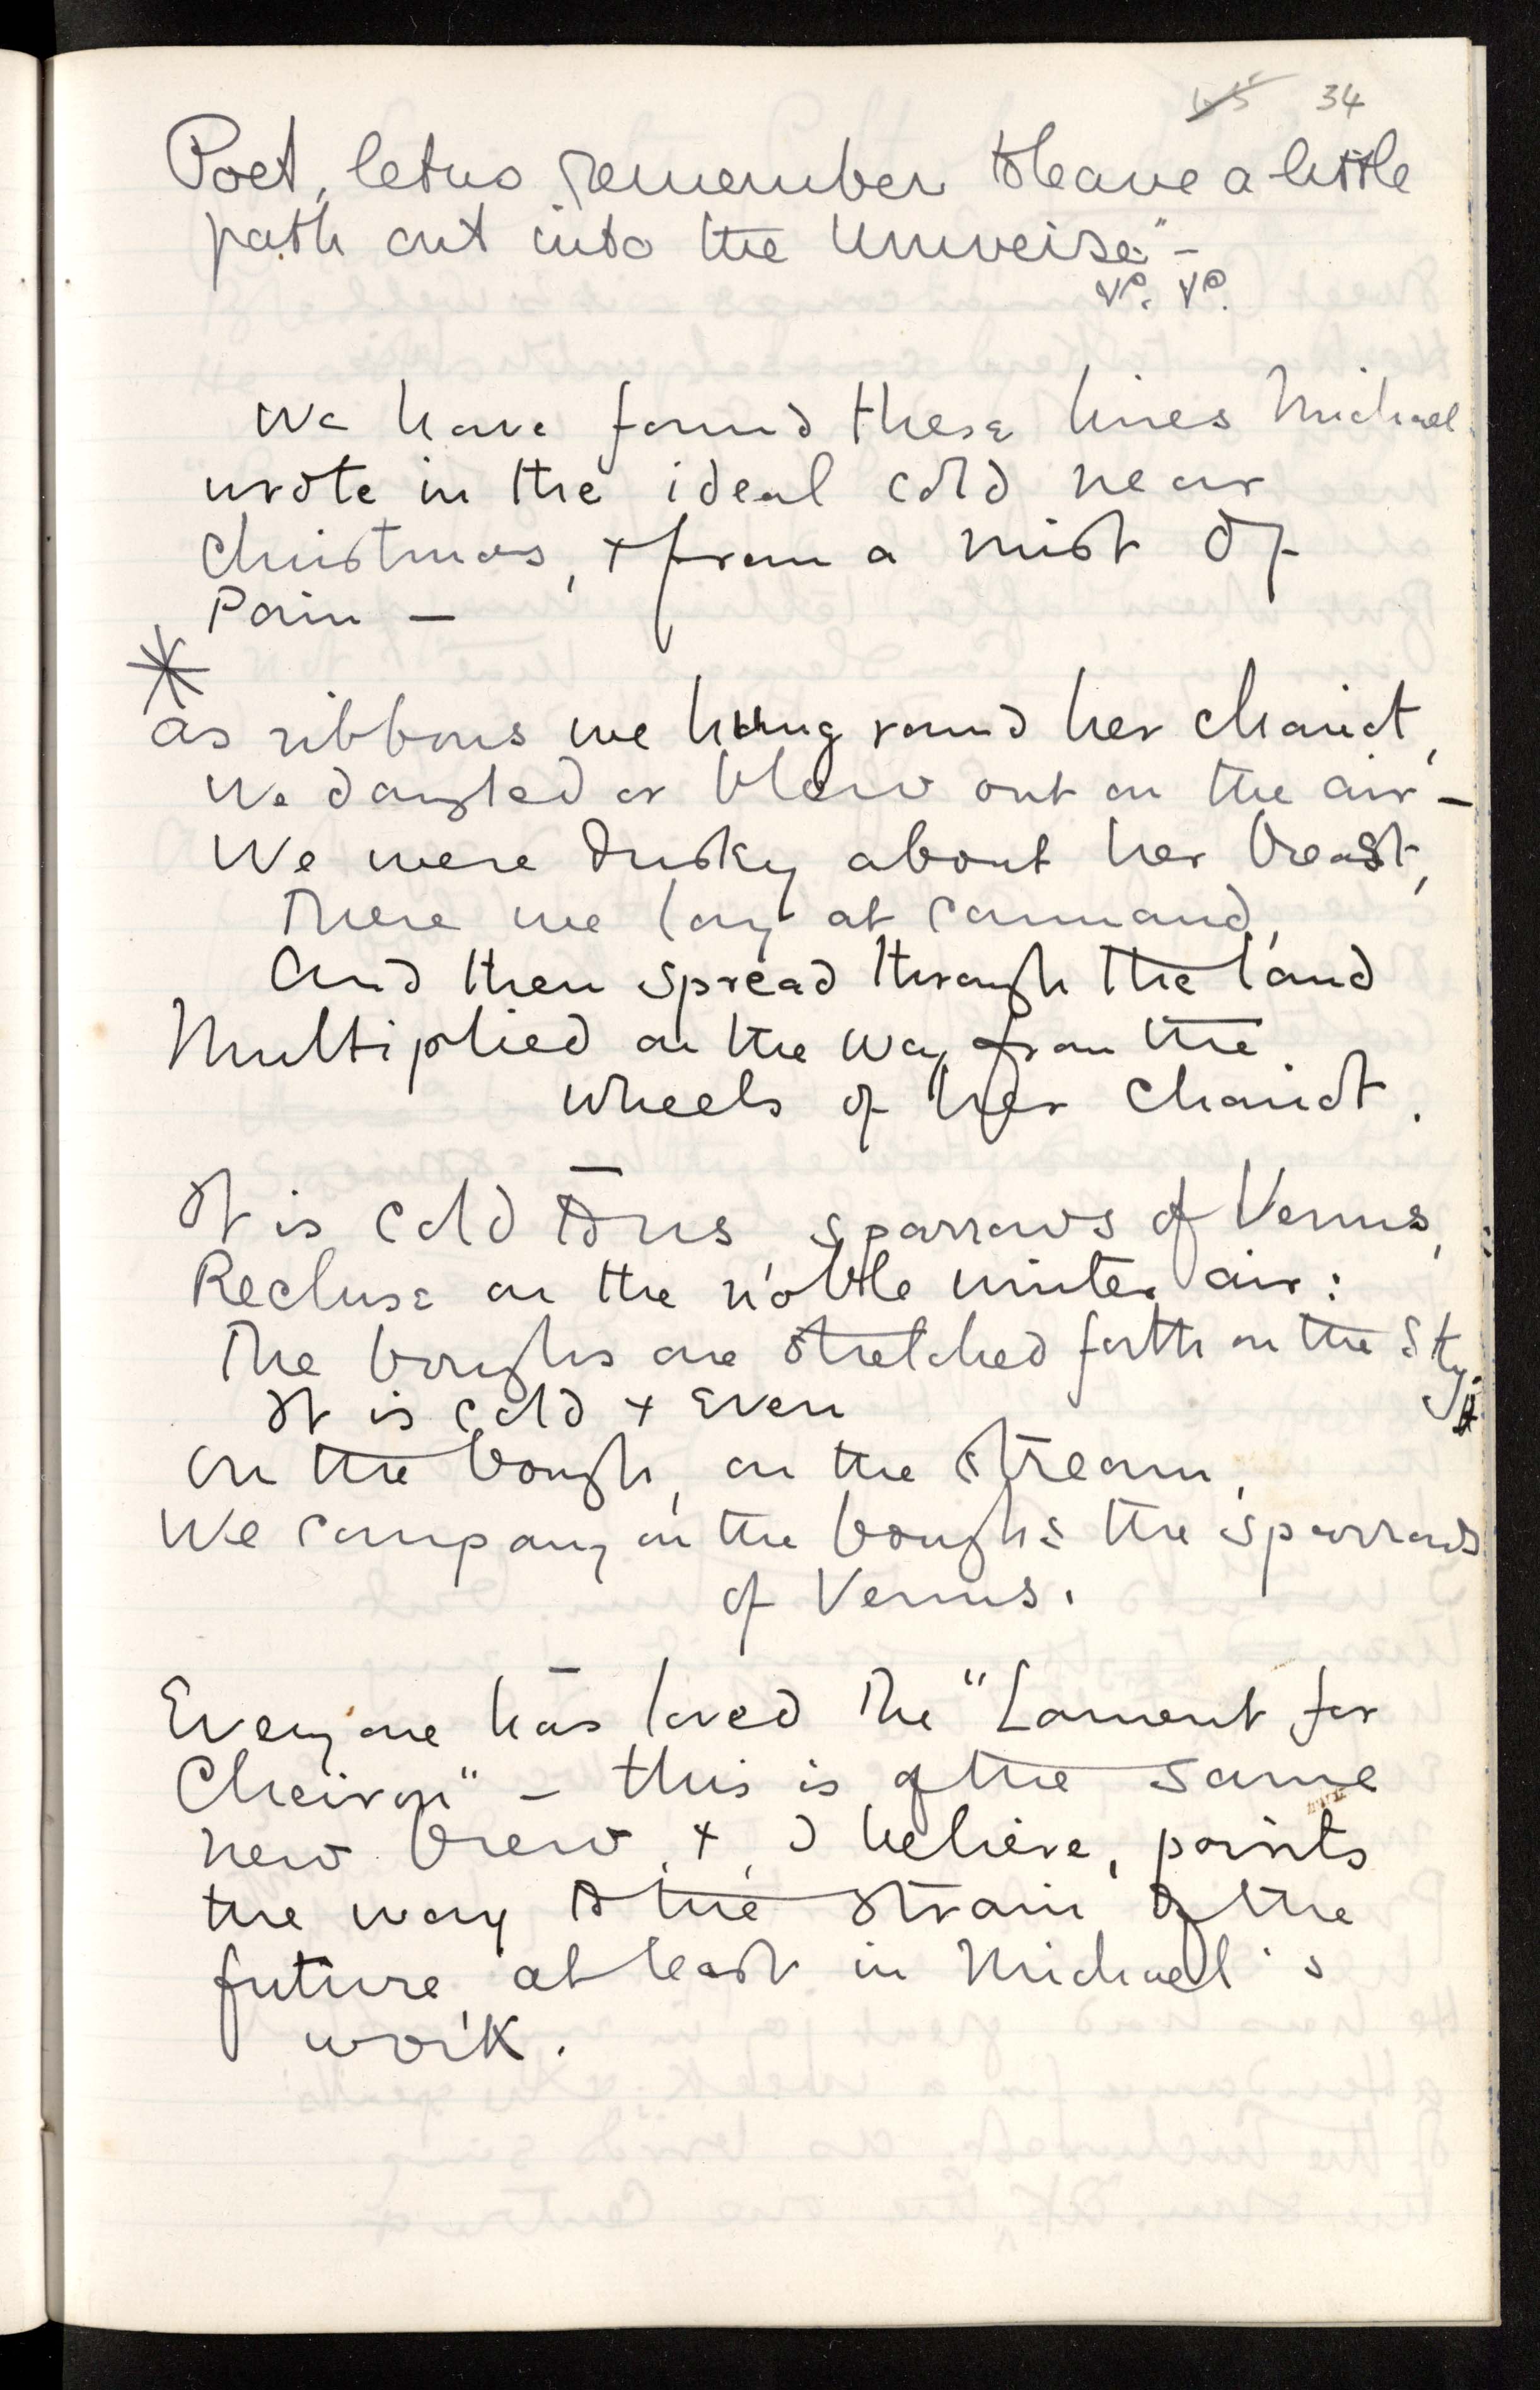 34
Poet, let us remember to leave a little
path out into the Universe" —
We have found these lines Michael
wrote in the ideal cold near
Christmas, + from a mist of
Pain —
*
As ribbons we hung round her chariot,
We dangled or blew out on the air —
We were dusky about her breast,
There we lay at command,
And then spread through the land
Multiplied on the way from the
wheels of her chariot.
—
It is cold to us, sparrows of Venus,
Recluse on the noble winter air:
The boughs are stretched forth on the sky.
It is cold + even
On the bough, on the stream,
We company on the boughs the sparrows
of Venus.
—
Everyone has loved The "Lament for
Cheiron" – this is of the same
new brew, +, I believe, points
the way to the strain of the
future, at least in Michael's
work.